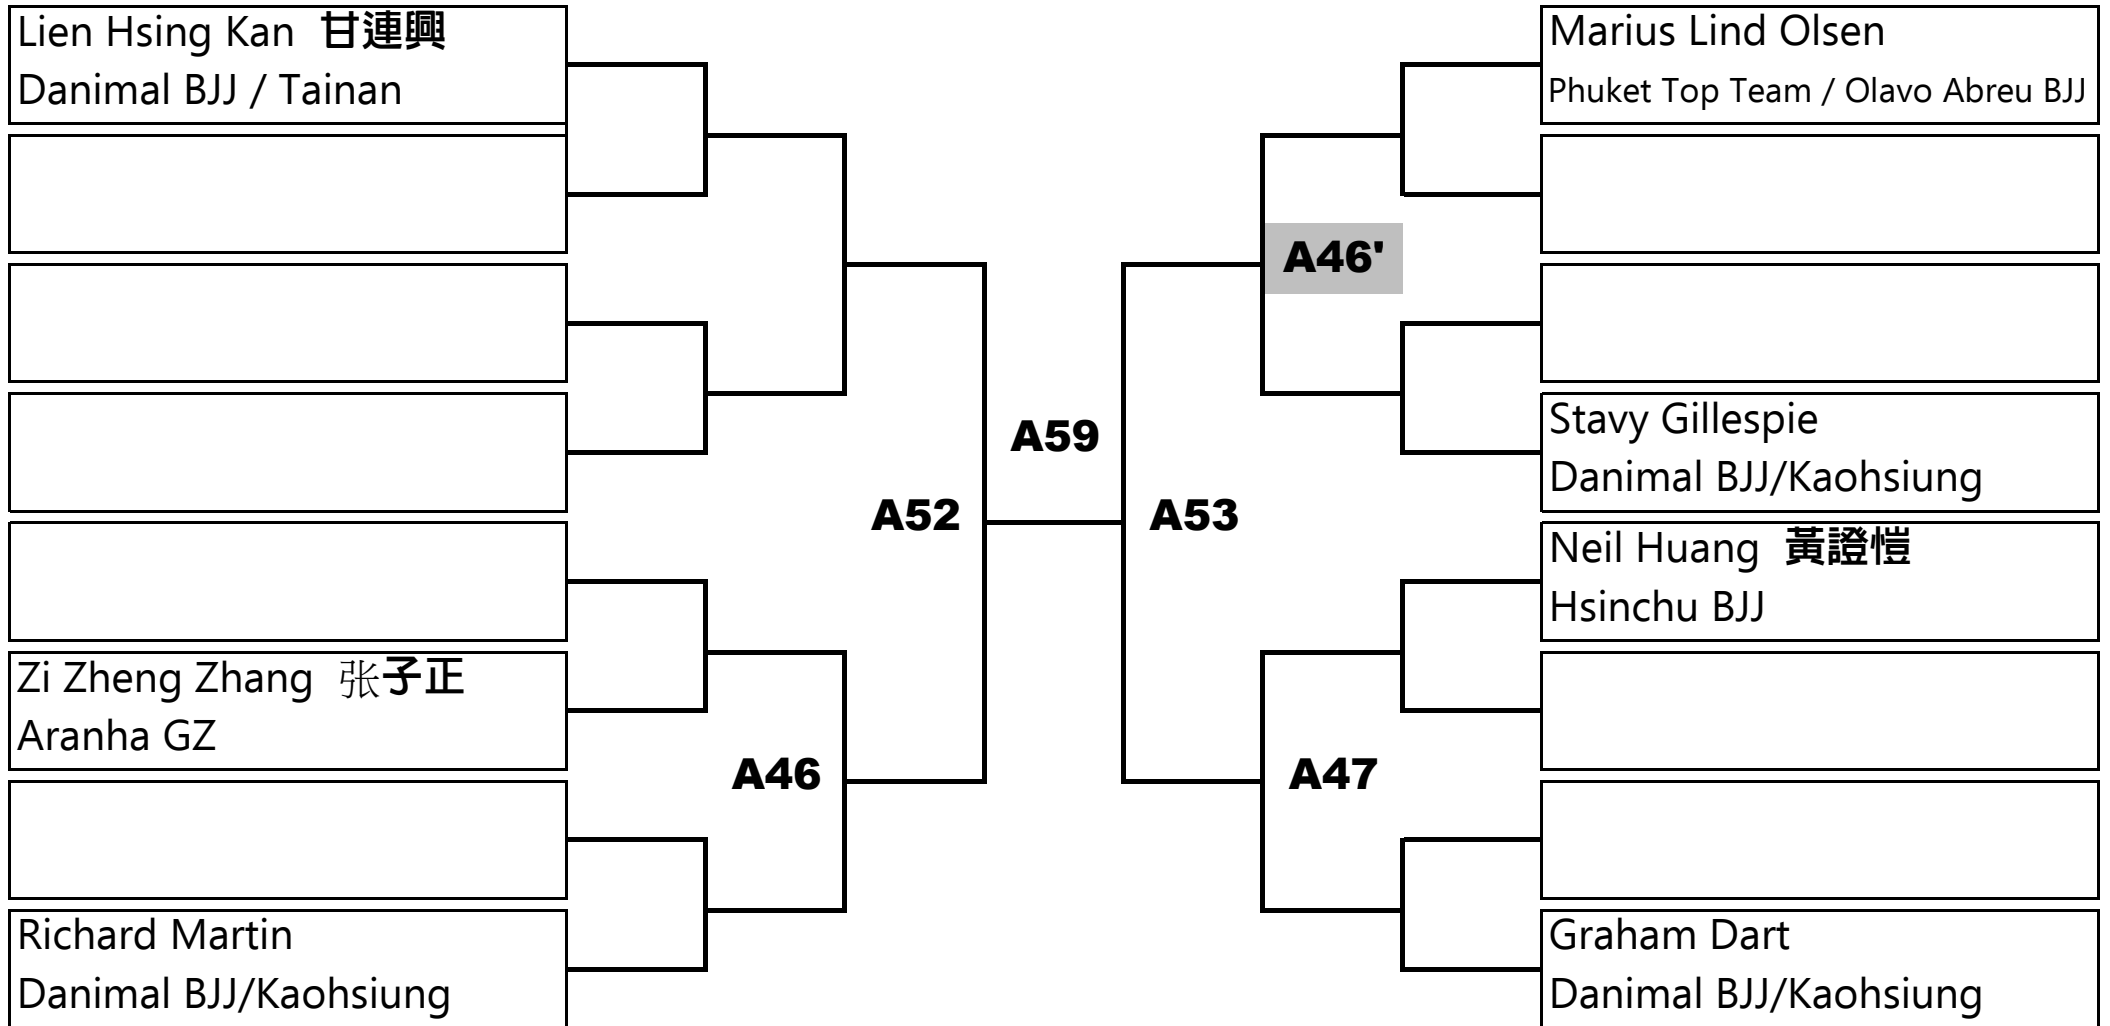 Lien Hsing Kan 甘連興
Danimal BJJ / Tainan
Zi Zheng Zhang 张子正
Aranha GZ
Richard Martin
Danimal BJJ/Kaohsiung
A46
A52
A59
A53
A46'
A47
Marius Lind Olsen
Phuket Top Team / Olavo Abreu BJJ
Stavy Gillespie
Danimal BJJ/Kaohsiung
Neil Huang 黃證愷
Hsinchu BJJ
Graham Dart
Danimal BJJ/Kaohsiung